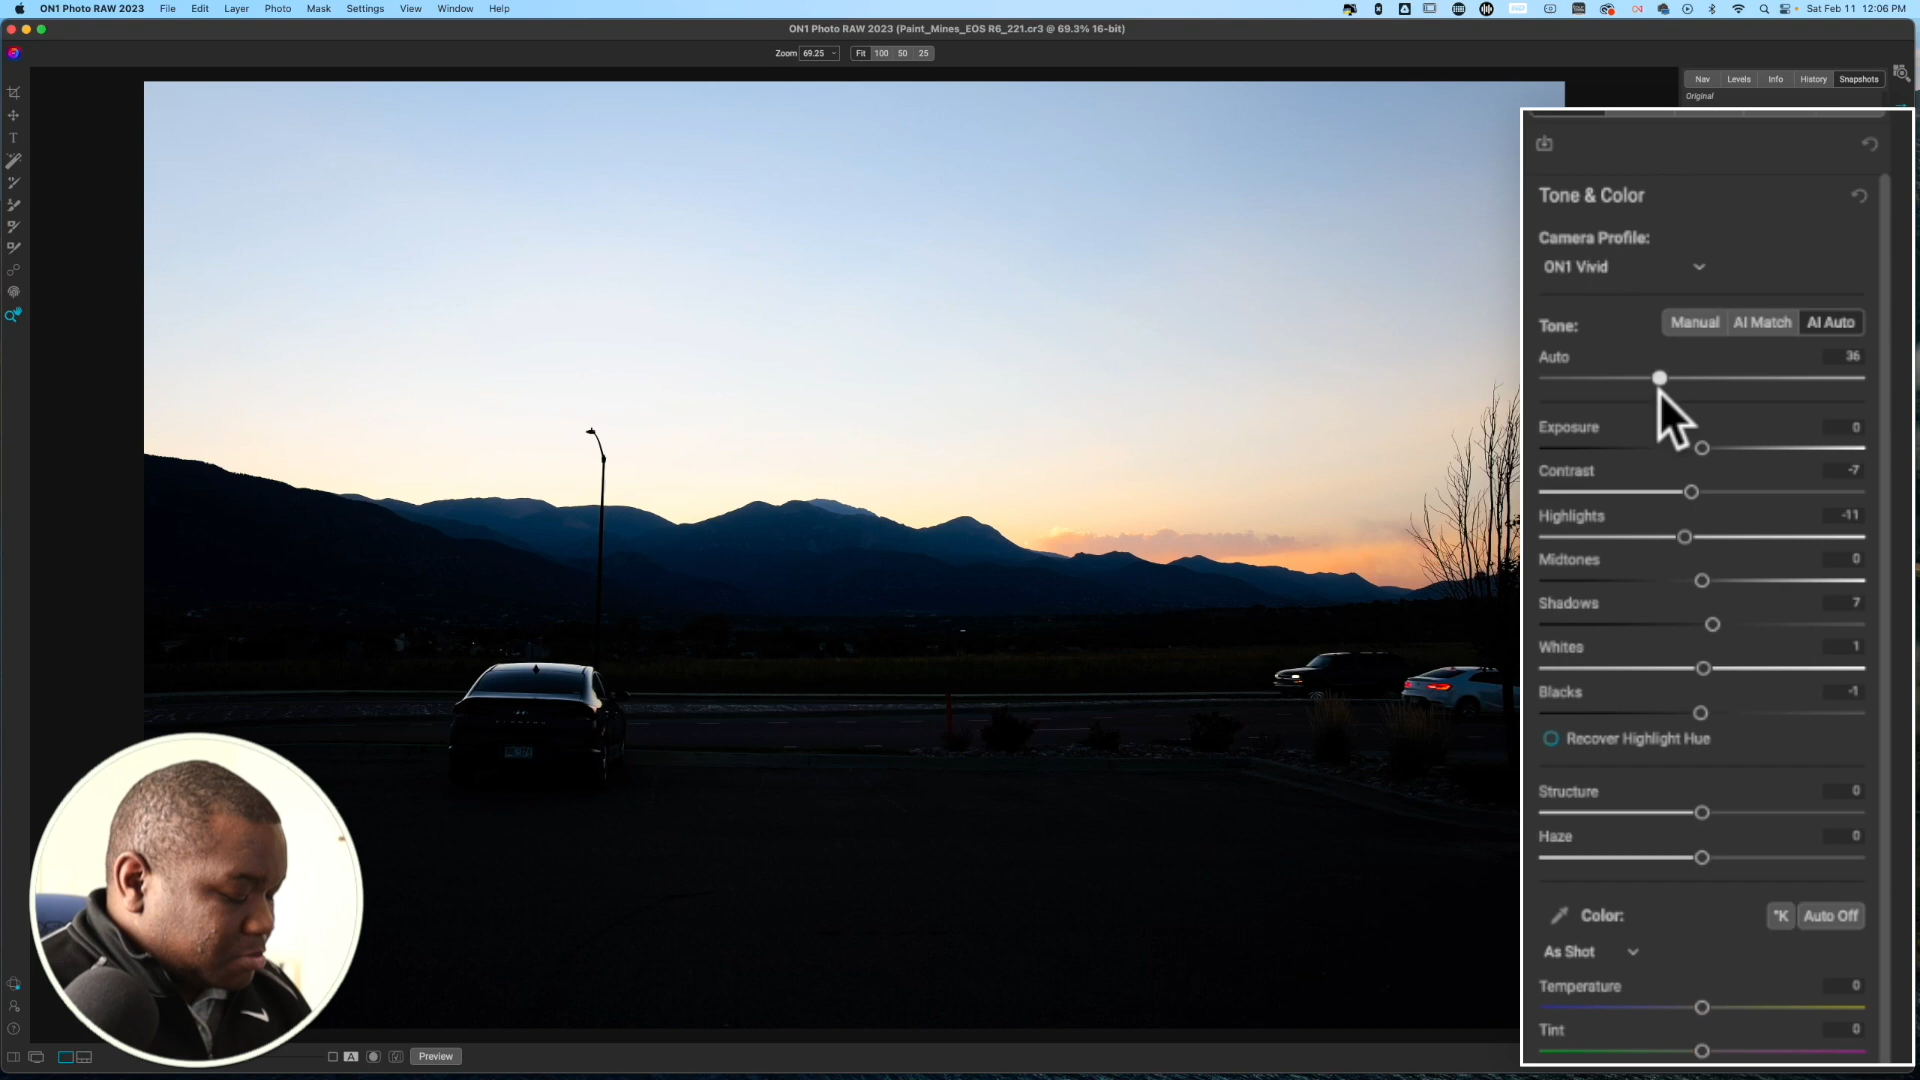 ON1 Photo RAW 2023 File Edit Layer Photo Mask Settings View Window Help Sat Feb 11 12:06 PM
ON1 Photo RAW 2023 (Paint_Mines_EOS R6_221.cr3 @ 69.3% 16-bit)
Zoom 69.25 Fit 100 50 25
Nav Levels Info History Snapshots
Original
Tone & Color
Camera Profile:
ON1 Vivid
Tone: Manual AI Match AI Auto
Auto 36
Exposure 0
Contrast -7
Highlights -11
Midtones 0
Shadows 7
Whites 1
Blacks -1
Recover Highlight Hue
Structure 0
Haze 0
Color: °K Auto Off
As Shot
Temperature 0
Tint 0
A Preview